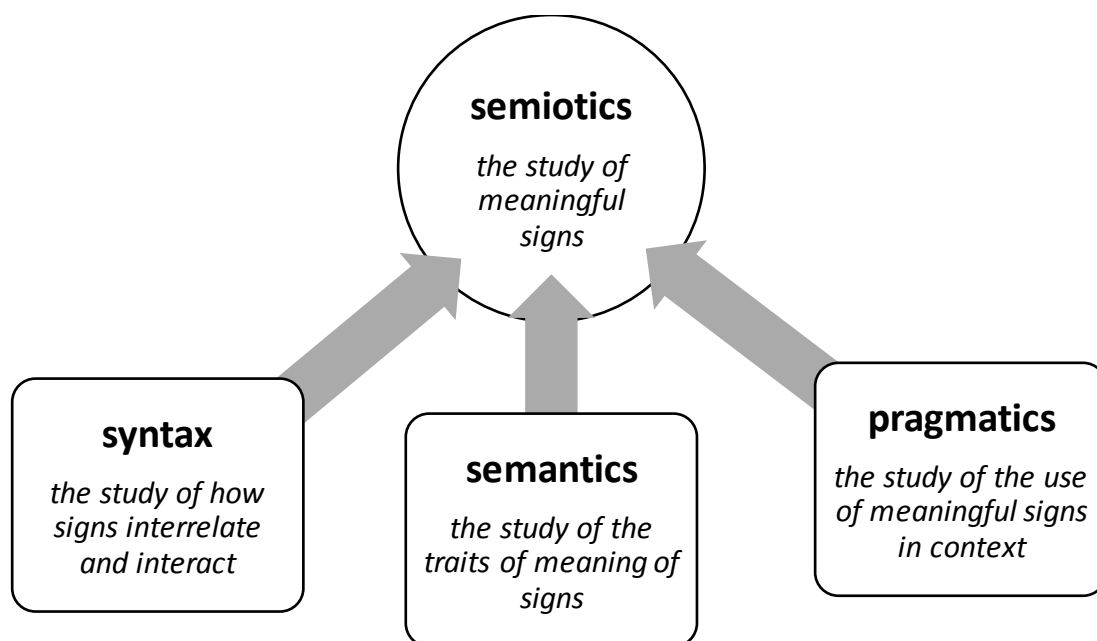 semiotics
the study of
meaningful
signs
syntax
the study of how
signs interrelate
and interact
semantics
the study of the
traits of meaning of
signs
pragmatics
the study of the use
of meaningful signs
in context